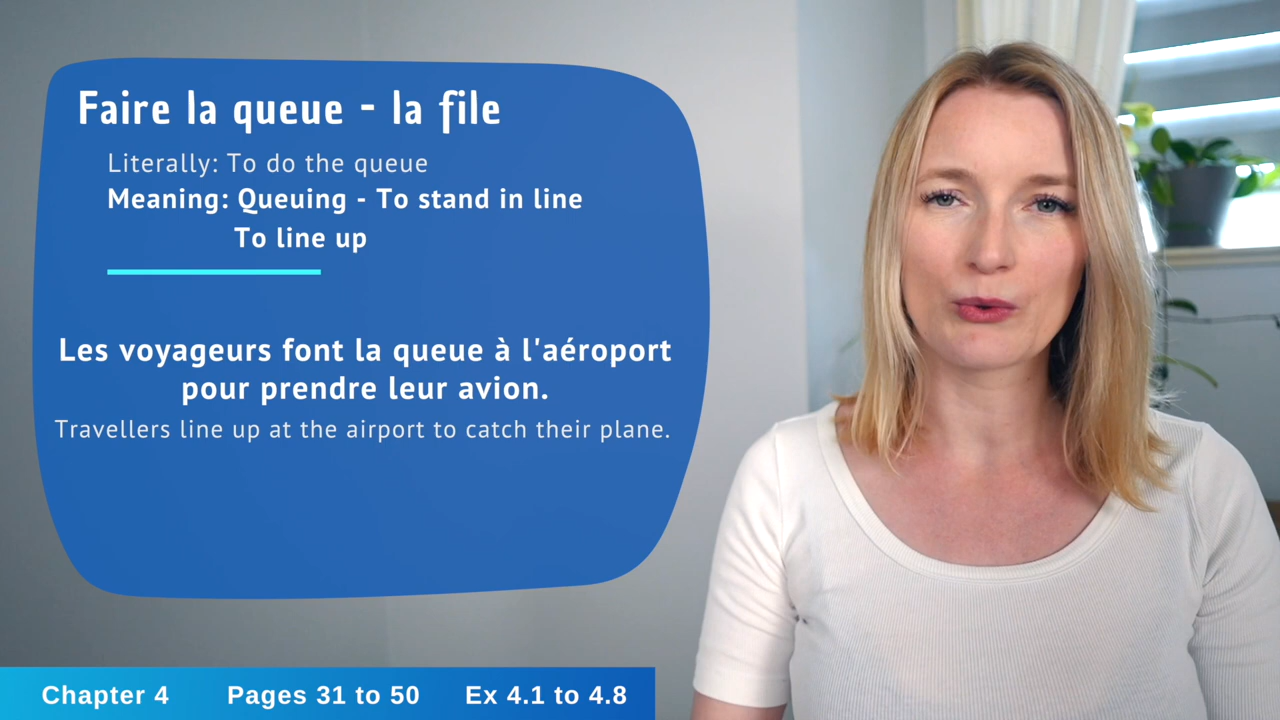 Faire la queue - la file
Literally: To do the queue
Meaning: Queuing - To stand in line
To line up
Les voyageurs font la queue à l'aéroport
pour prendre leur avion.
Travellers line up at the airport to catch their plane.
Chapter 4 Pages 31 to 50 Ex 4.1 to 4.8